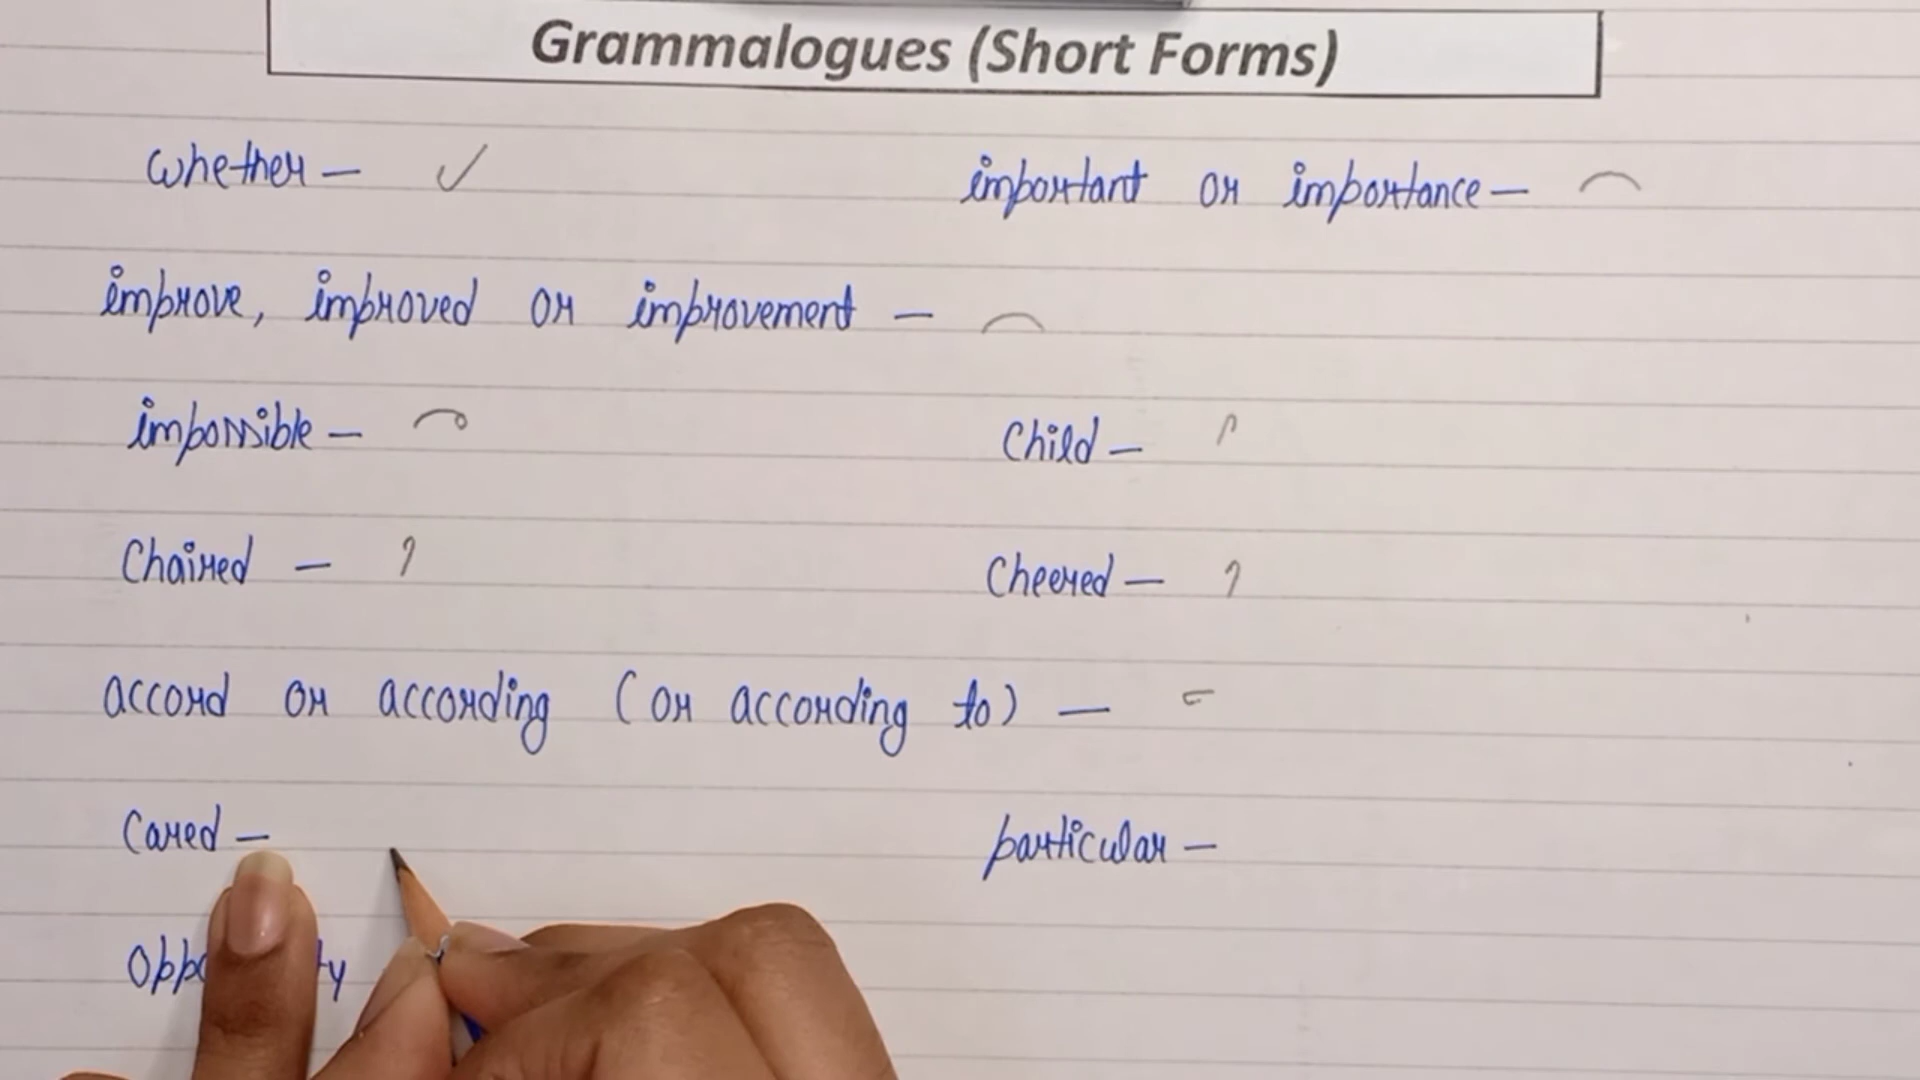 Grammalogues (Short Forms)
Whether — important or importance —
improve, improved or improvement —
impossible — Child —
Chaired — Cheered —
accord or according (or according to) —
Cared — particular —